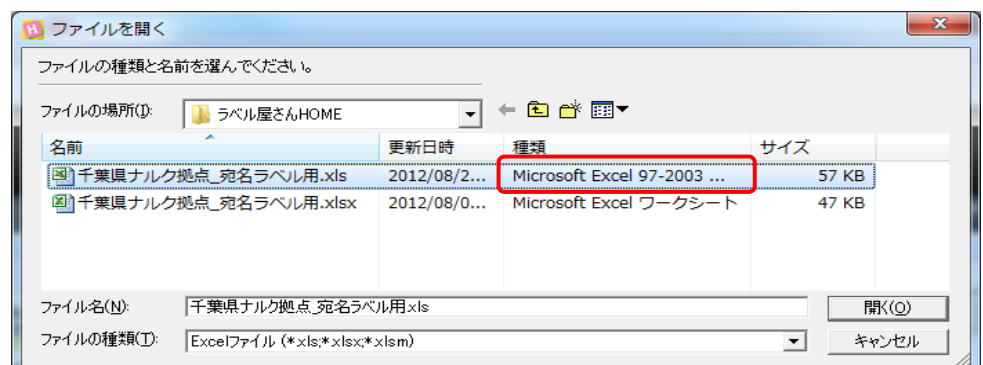 ファイルを開く
ファイルの種類と名前を選んでください。
ファイルの場所(I): ラベル屋さんHOME
名前 更新日時 種類 サイズ
千葉県ナルク拠点_宛名ラベル用.xls 2012/08/2... Microsoft Excel 97-2003 ... 57 KB
千葉県ナルク拠点_宛名ラベル用.xlsx 2012/08/0... Microsoft Excel ワークシート 47 KB
ファイル名(N): 千葉県ナルク拠点_宛名ラベル用.xls 開く(O)
ファイルの種類(T): Excelファイル (*.xls;*.xlsx;*.xlsm) キャンセル